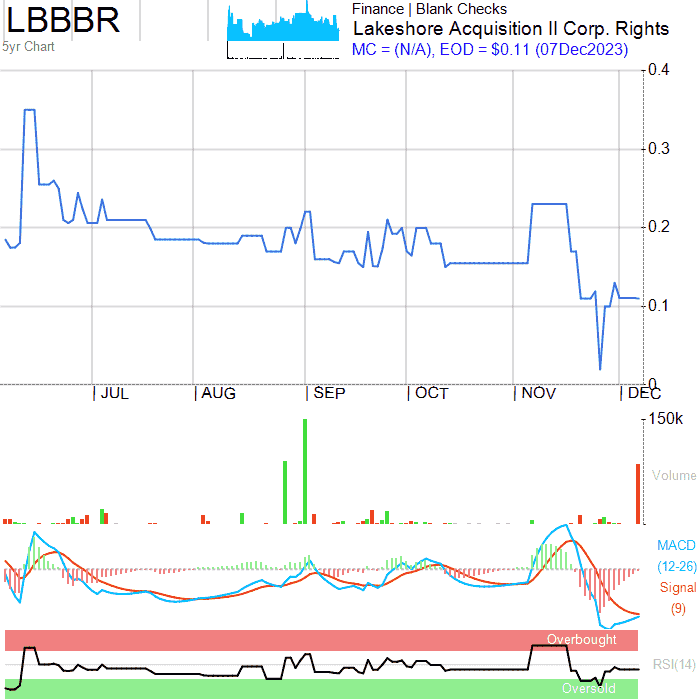 LBBBR
5yr Chart
Finance | Blank Checks
Lakeshore Acquisition II Corp. Rights
MC = (N/A), EOD = $0.11 (07Dec2023)
0.4
0.3
0.2
0.1
0
JUL AUG SEP OCT NOV DEC
150k
Volume
MACD
(12-26)
Signal
(9)
Overbought
RSI(14)
Oversold